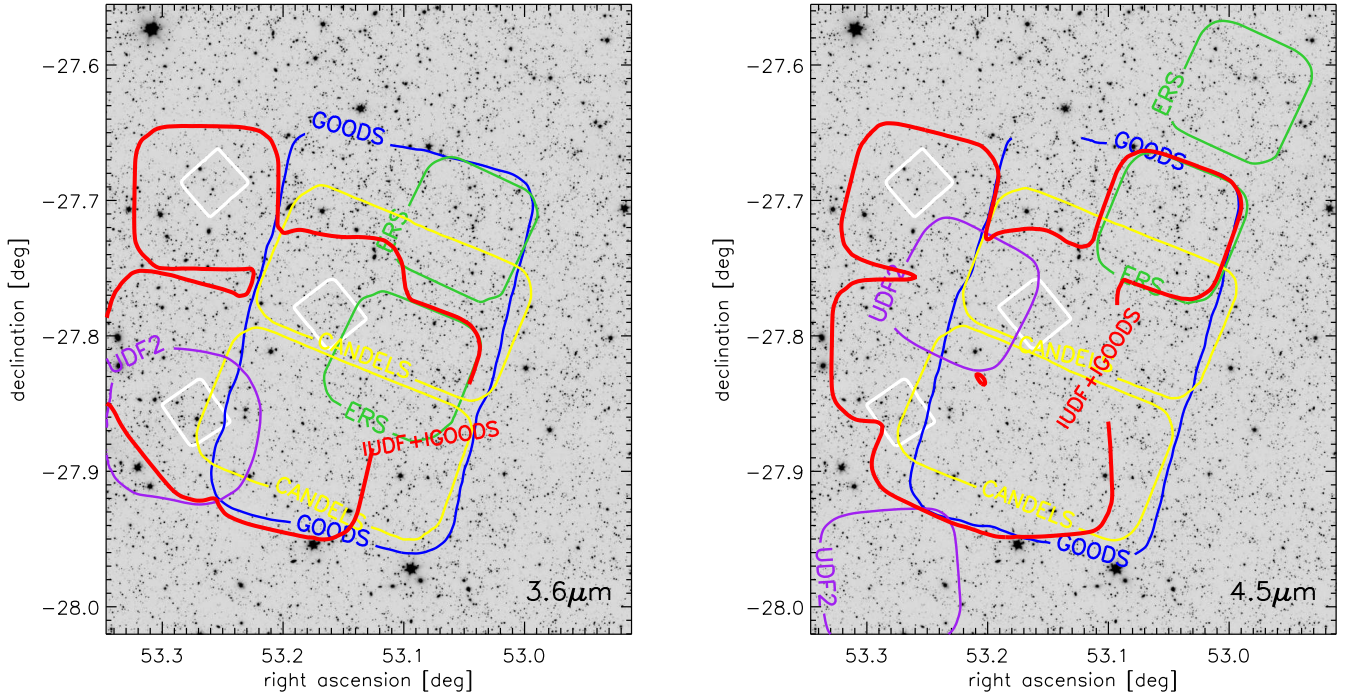 GOODS
ERS
CANDELS
UDF2
ERS
IUDF+IGOODS
CANDELS
GOODS
3.6μm
−27.6
−27.7
−27.8
−27.9
−28.0
declination [deg]
53.3 53.2 53.1 53.0
right ascension [deg]
ERS
GOODS
UDF2
ERS
CANDELS
IUDF+IGOODS
CANDELS
GOODS
UDF2
4.5μm
−27.6
−27.7
−27.8
−27.9
−28.0
declination [deg]
53.3 53.2 53.1 53.0
right ascension [deg]